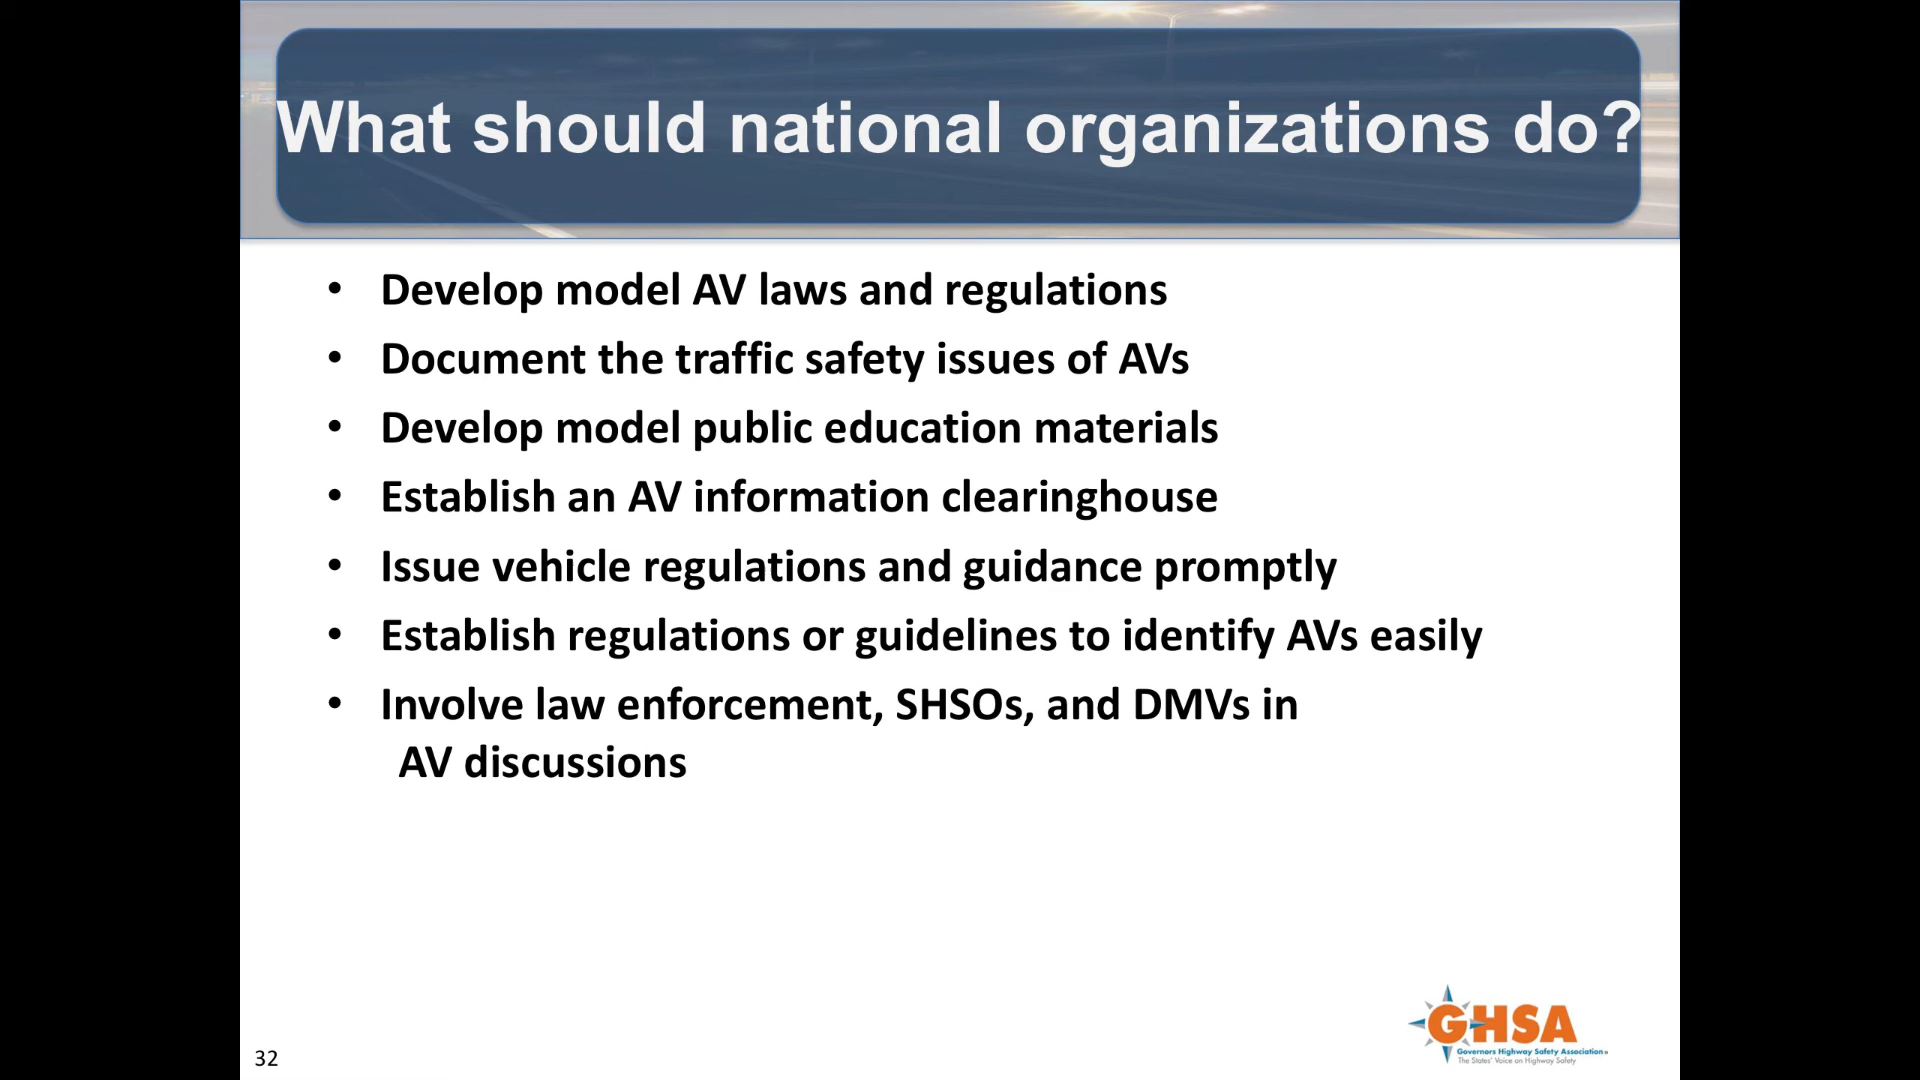 What should national organizations do?
• Develop model AV laws and regulations
• Document the traffic safety issues of AVs
• Develop model public education materials
• Establish an AV information clearinghouse
• Issue vehicle regulations and guidance promptly
• Establish regulations or guidelines to identify AVs easily
• Involve law enforcement, SHSOs, and DMVs in
AV discussions
GHSA
Governors Highway Safety Association
The States' Voice on Highway Safety
32